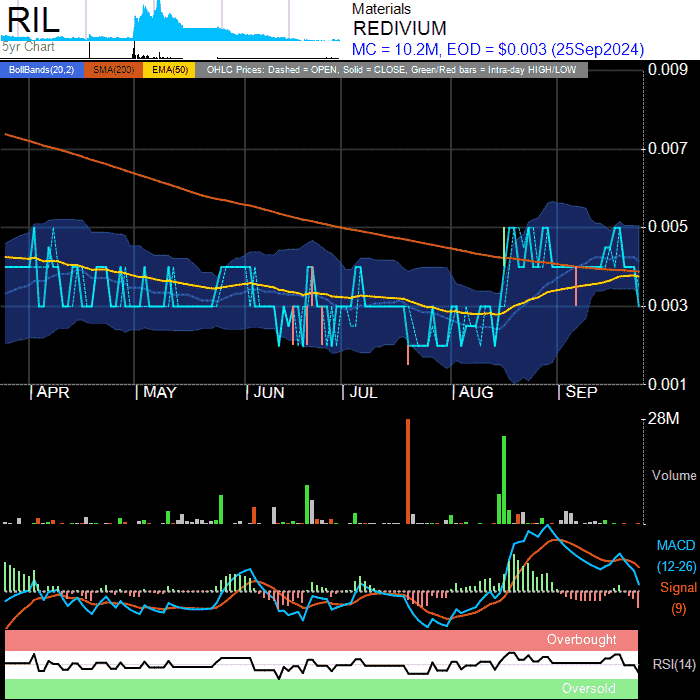 RIL
5yr Chart
Materials
REDIVIUM
MC = 10.2M, EOD = $0.003 (25Sep2024)
BollBands(20,2) SMA(200) EMA(50) OHLC Prices: Dashed = OPEN, Solid = CLOSE, Green/Red bars = Intra-day HIGH/LOW
0.009
0.007
0.005
0.003
0.001
APR MAY JUN JUL AUG SEP
28M
Volume
MACD
(12-26)
Signal
(9)
Overbought
RSI(14)
Oversold